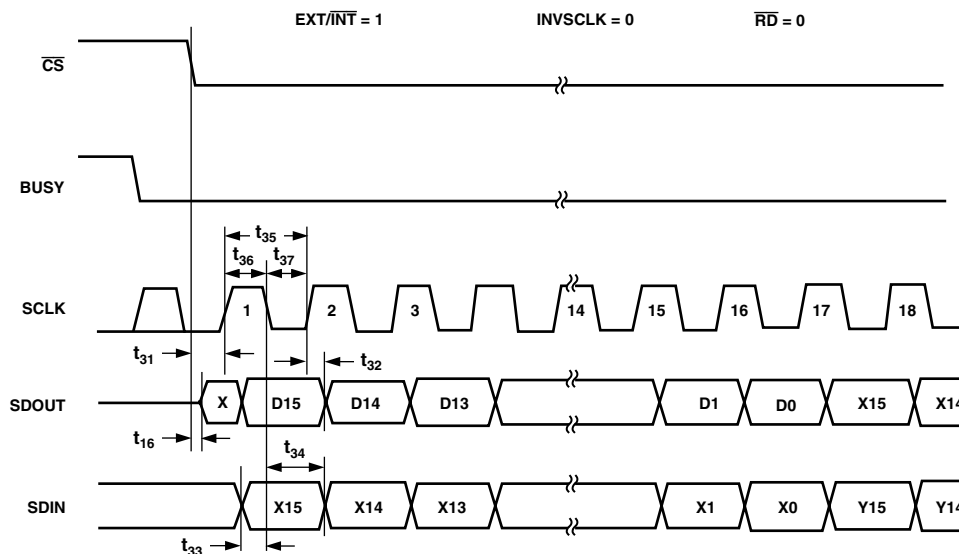 EXT/INT = 1 INVSCLK = 0 RD = 0
CS
BUSY
t35
t36 t37
SCLK 1 2 3 14 15 16 17 18
t31 t32
SDOUT X D15 D14 D13 D1 D0 X15 X14
t16
t34
SDIN X15 X14 X13 X1 X0 Y15 Y14
t33